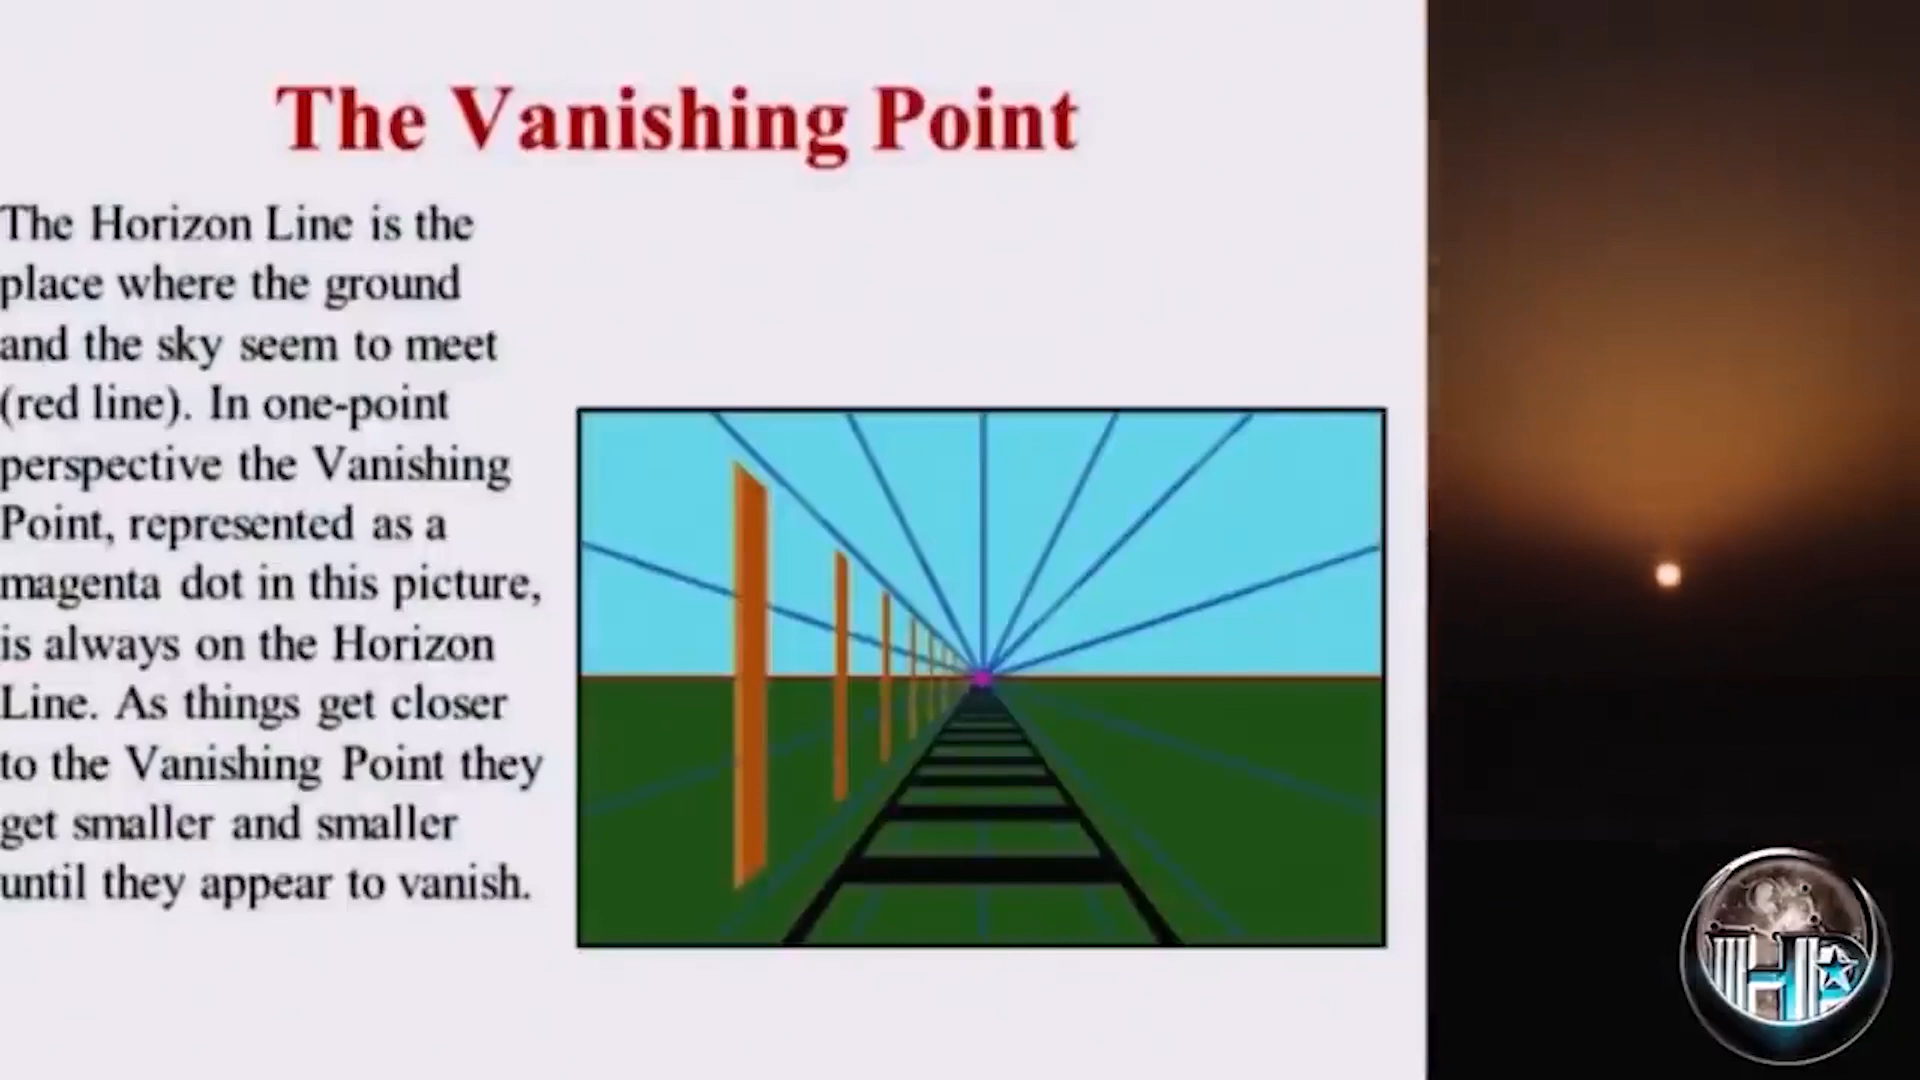 The Vanishing Point
The Horizon Line is the
place where the ground
and the sky seem to meet
(red line). In one-point
perspective the Vanishing
Point, represented as a
magenta dot in this picture,
is always on the Horizon
Line. As things get closer
to the Vanishing Point they
get smaller and smaller
until they appear to vanish.